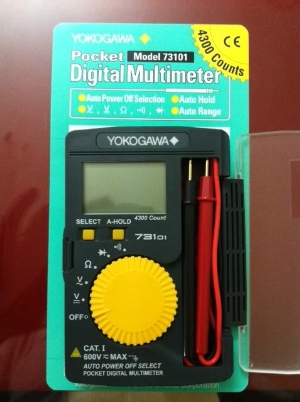 YOKOGAWA
4300 Counts
CE
Pocket Model 73101
Digital Multimeter
Auto Power Off Selection
Auto Hold
Auto Range
YOKOGAWA
4300 Count
SELECT A-HOLD
73101
Ω
V
V
OFF
CAT. I
600V MAX
AUTO POWER OFF SELECT
POCKET DIGITAL MULTIMETER
Corporation